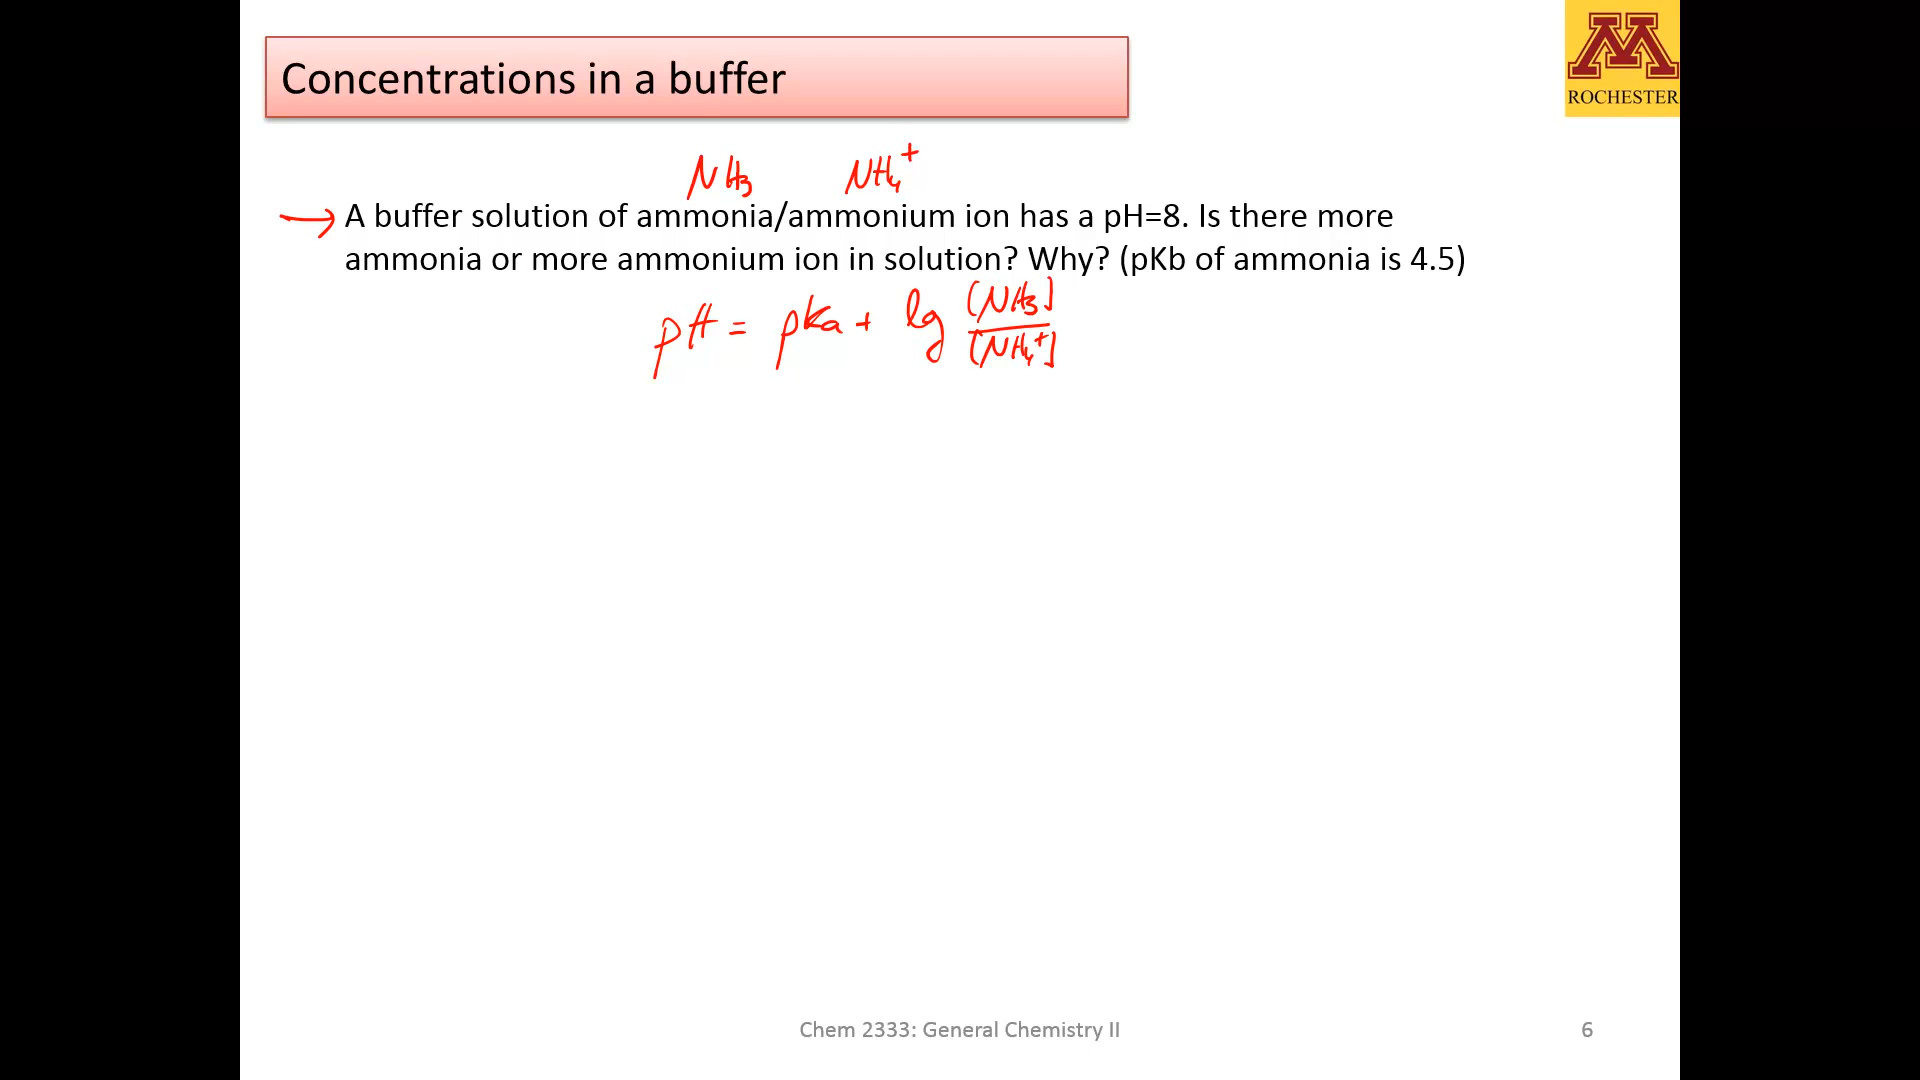 Concentrations in a buffer
M
ROCHESTER
NH₃ NH₄⁺
→ A buffer solution of ammonia/ammonium ion has a pH=8. Is there more
ammonia or more ammonium ion in solution? Why? (pKb of ammonia is 4.5)
pH = pKa + lg [NH₃]/[NH₄⁺]
Chem 2333: General Chemistry II
6